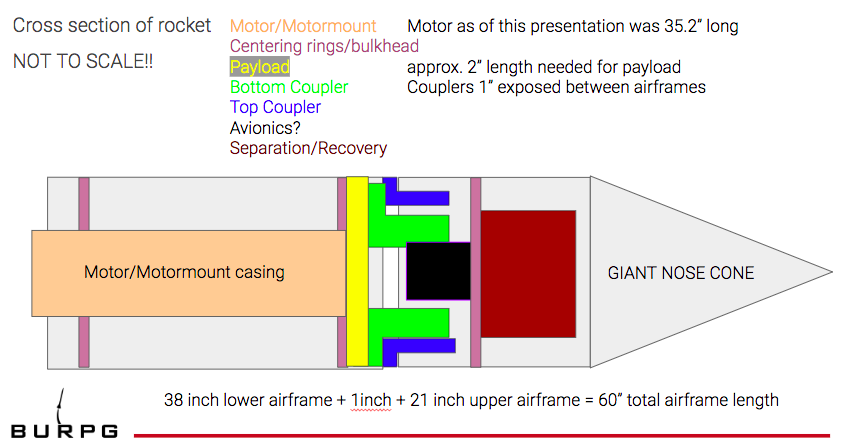 Cross section of rocket
NOT TO SCALE!!
Motor/Motormount
Centering rings/bulkhead
Payload
Bottom Coupler
Top Coupler
Avionics?
Separation/Recovery
Motor as of this presentation was 35.2” long
approx. 2” length needed for payload
Couplers 1” exposed between airframes
Motor/Motormount casing
GIANT NOSE CONE
38 inch lower airframe + 1inch + 21 inch upper airframe = 60” total airframe length
BURPG